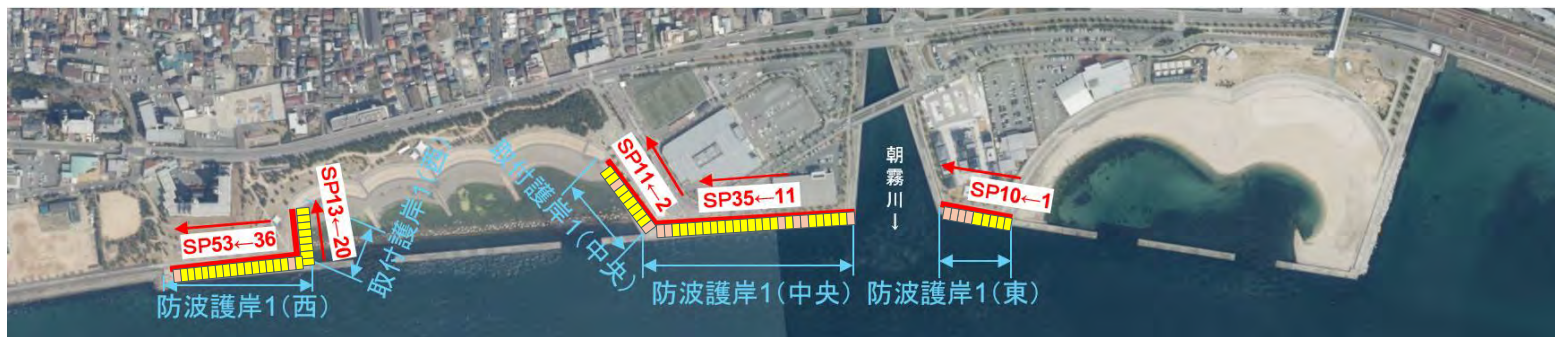 SP53←36
防波護岸1(西)
SP13←20
取付護岸1(西)
取付護岸1(中央)
SP11←2
SP35←11
防波護岸1(中央)
朝霧川→
SP10←1
防波護岸1(東)